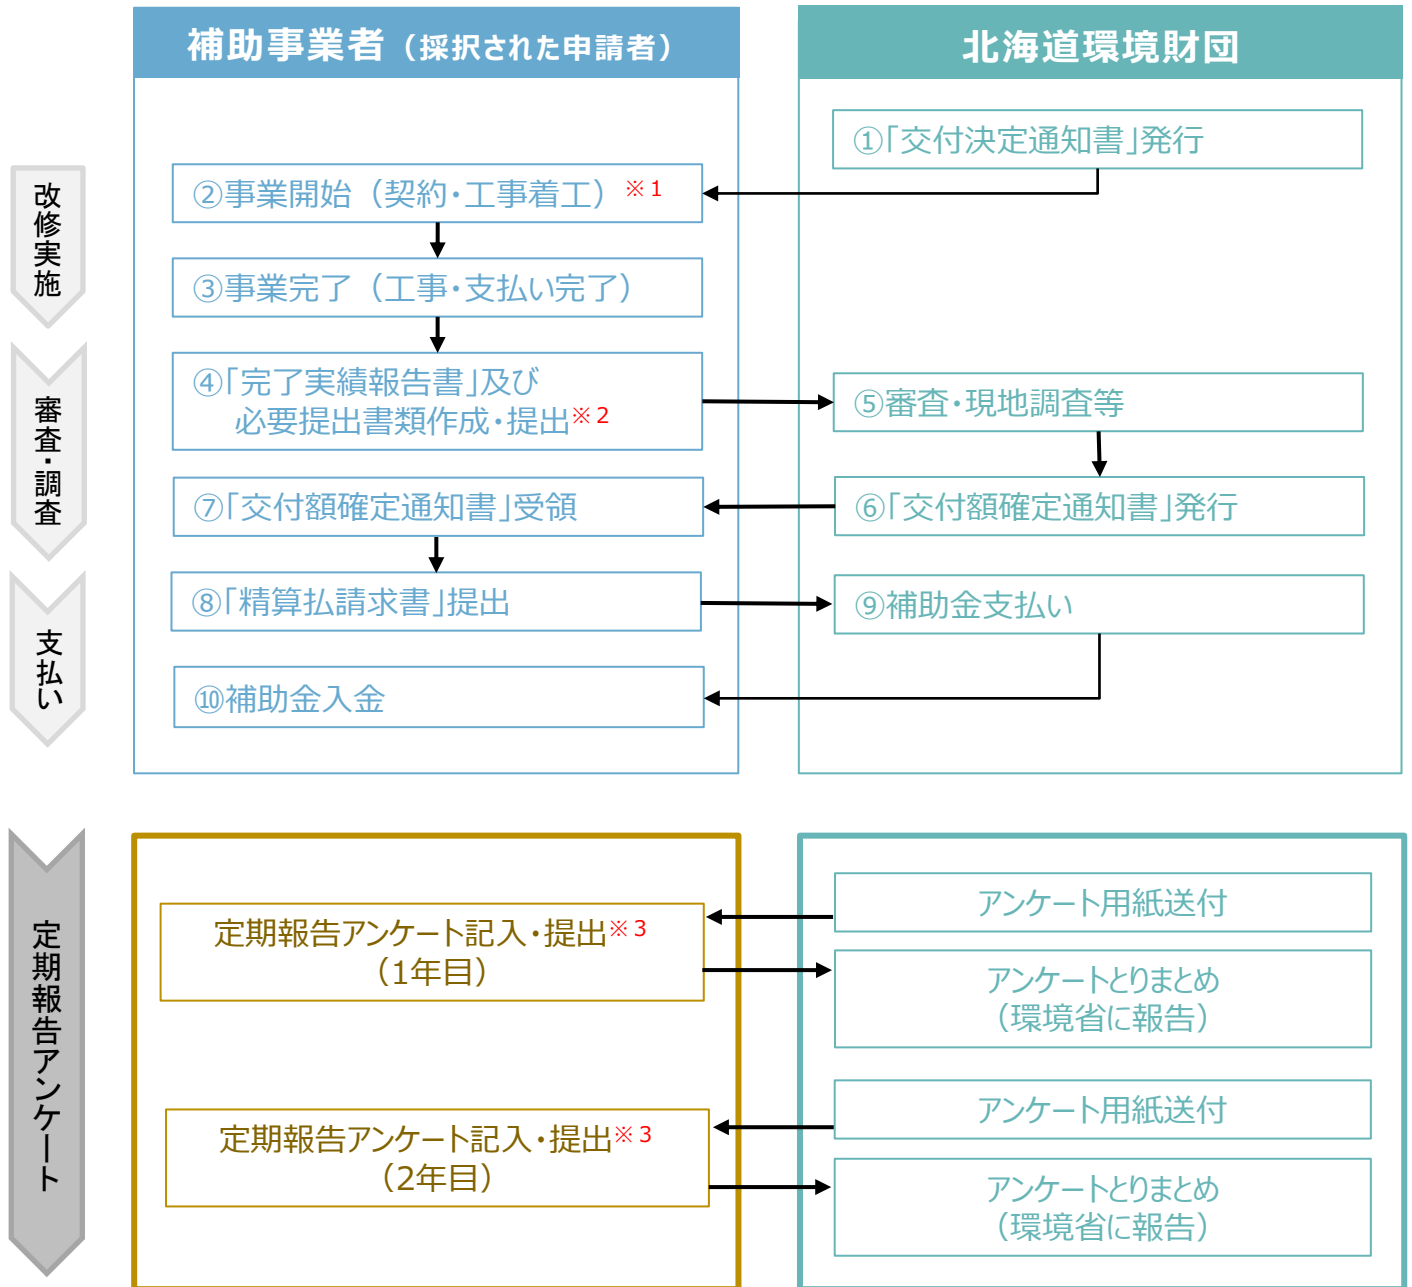 補助事業者（採択された申請者）
北海道環境財団
改修実施
①「交付決定通知書」発行
②事業開始（契約・工事着工）※1
③事業完了（工事・支払い完了）
審査・調査
④「完了実績報告書」及び
必要提出書類作成・提出※2
⑤審査・現地調査等
⑥「交付額確定通知書」発行
⑦「交付額確定通知書」受領
支払い
⑧「精算払請求書」提出
⑨補助金支払い
⑩補助金入金
定期報告アンケート
アンケート用紙送付
定期報告アンケート記入・提出※3
（1年目）
アンケートとりまとめ
（環境省に報告）
アンケート用紙送付
定期報告アンケート記入・提出※3
（2年目）
アンケートとりまとめ
（環境省に報告）